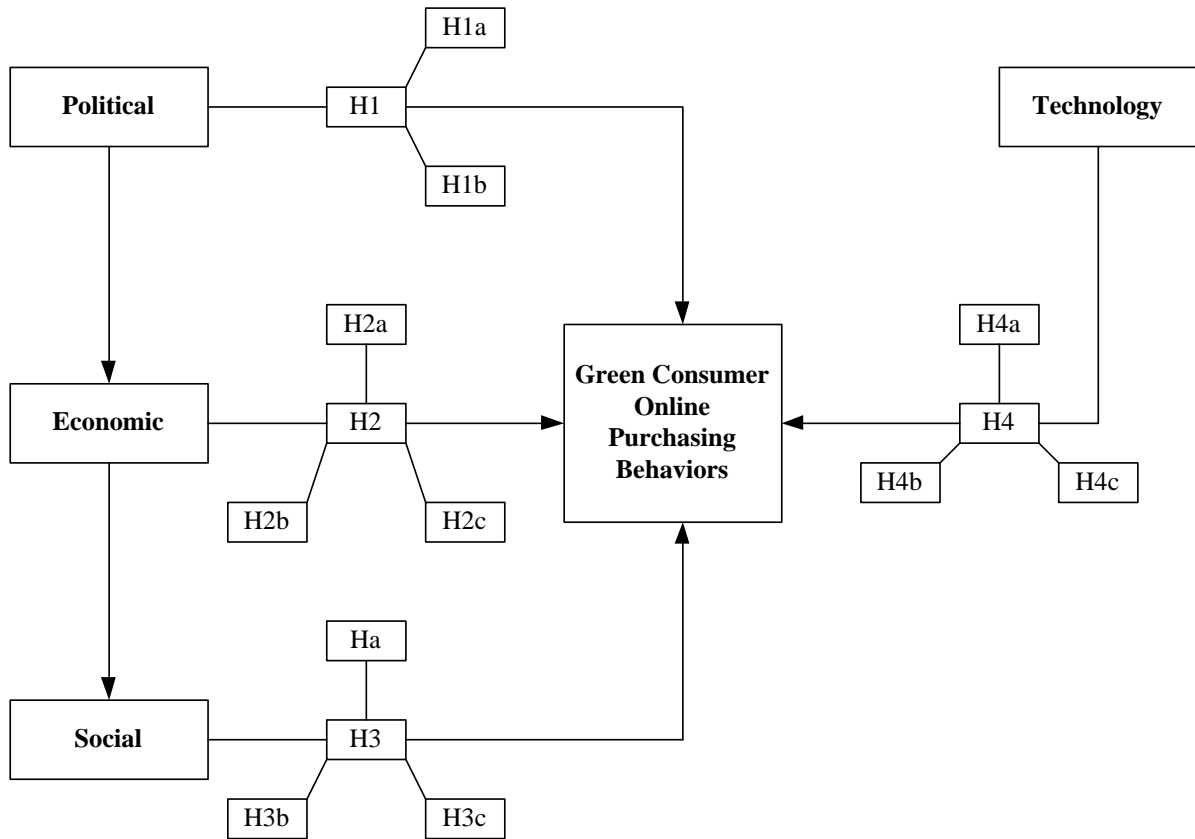 H1a
Political
H1
Technology
H1b
H2a
H4a
Green Consumer
Online
Purchasing
Behaviors
Economic
H2
H4
H2b
H2c
H4b
H4c
Ha
Social
H3
H3b
H3c